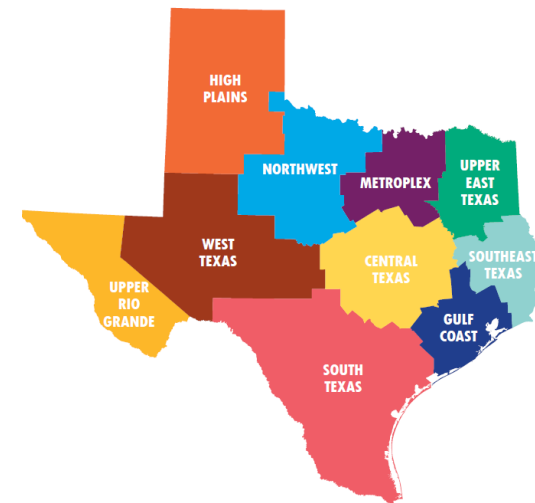 HIGH
PLAINS
NORTHWEST
METROPLEX
UPPER
EAST
TEXAS
WEST
TEXAS
CENTRAL
TEXAS
SOUTHEAST
TEXAS
UPPER
RIO
GRANDE
GULF
COAST
SOUTH
TEXAS